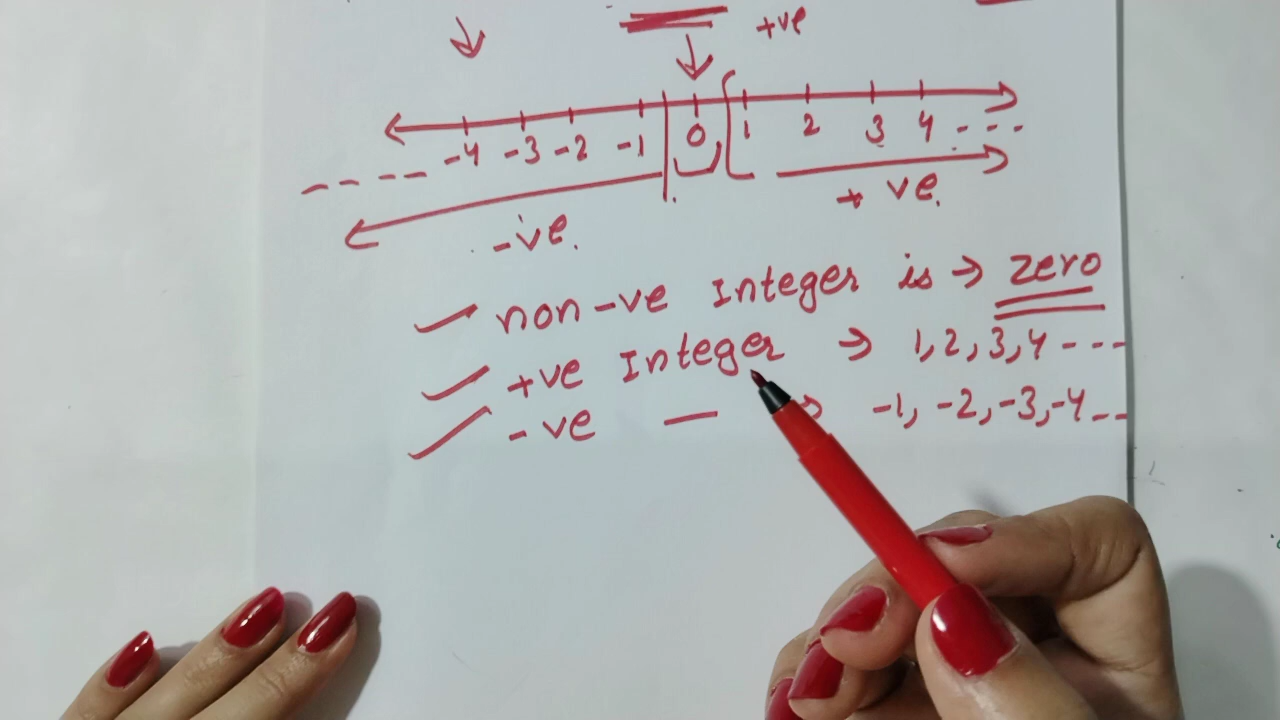 +ve
-4 -3 -2 -1 0 1 2 3 4 ...
----
-ve. + ve.
non-ve Integer is → zero
+ve Integer → 1, 2, 3, 4 ---
-ve — → -1, -2, -3, -4 --